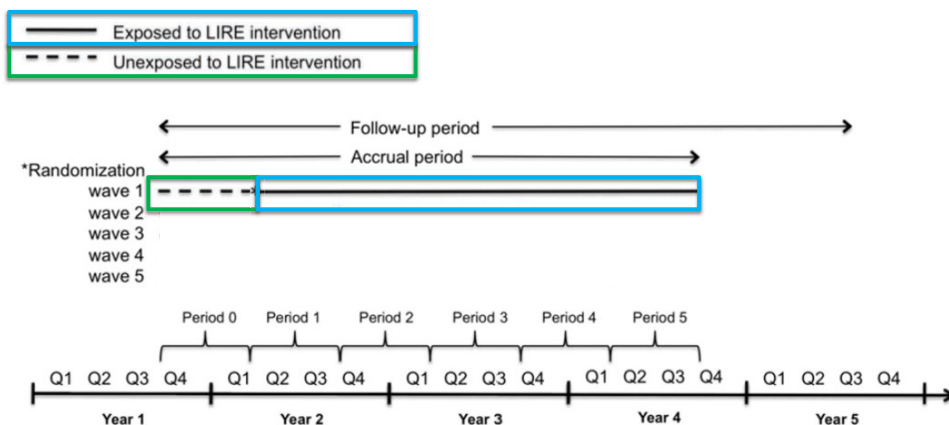 Exposed to LIRE intervention
Unexposed to LIRE intervention
Follow-up period
Accrual period
*Randomization
wave 1
wave 2
wave 3
wave 4
wave 5
Period 0 Period 1 Period 2 Period 3 Period 4 Period 5
Q1 Q2 Q3 Q4 Q1 Q2 Q3 Q4 Q1 Q2 Q3 Q4 Q1 Q2 Q3 Q4 Q1 Q2 Q3 Q4
Year 1 Year 2 Year 3 Year 4 Year 5